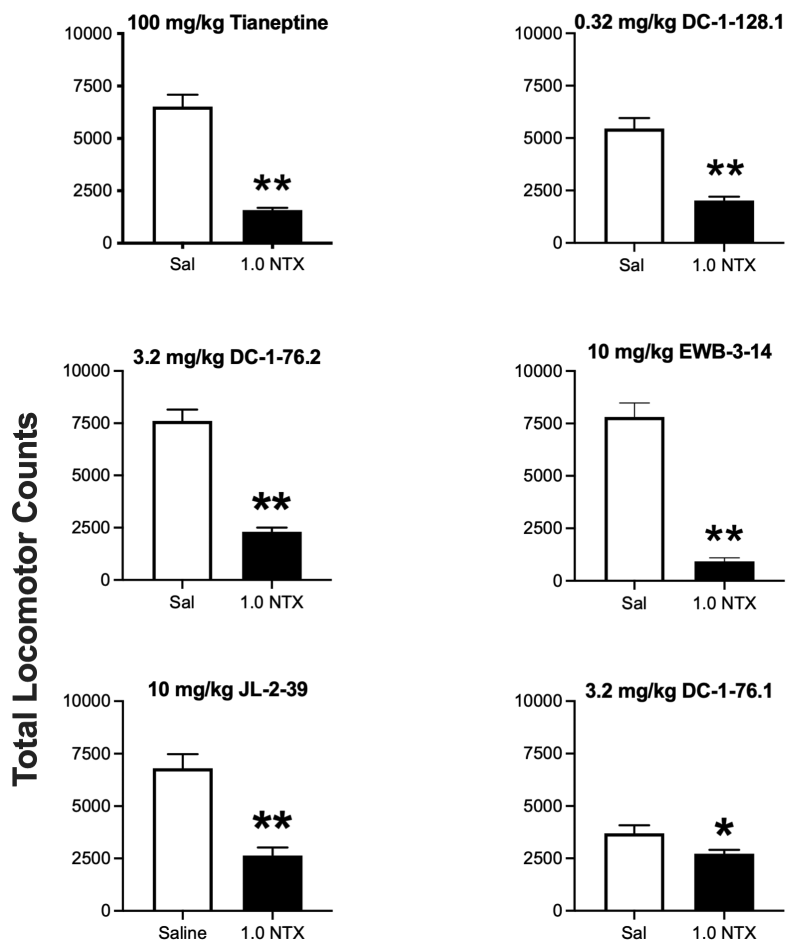 100 mg/kg Tianeptine
10000
7500
5000
2500
0
**
Sal 1.0 NTX
0.32 mg/kg DC-1-128.1
10000
7500
5000
2500
0
**
Sal 1.0 NTX
Total Locomotor Counts
3.2 mg/kg DC-1-76.2
10000
7500
5000
2500
0
**
Sal 1.0 NTX
10 mg/kg EWB-3-14
10000
7500
5000
2500
0
**
Sal 1.0 NTX
10 mg/kg JL-2-39
10000
7500
5000
2500
0
**
Saline 1.0 NTX
3.2 mg/kg DC-1-76.1
10000
7500
5000
2500
0
*
Sal 1.0 NTX